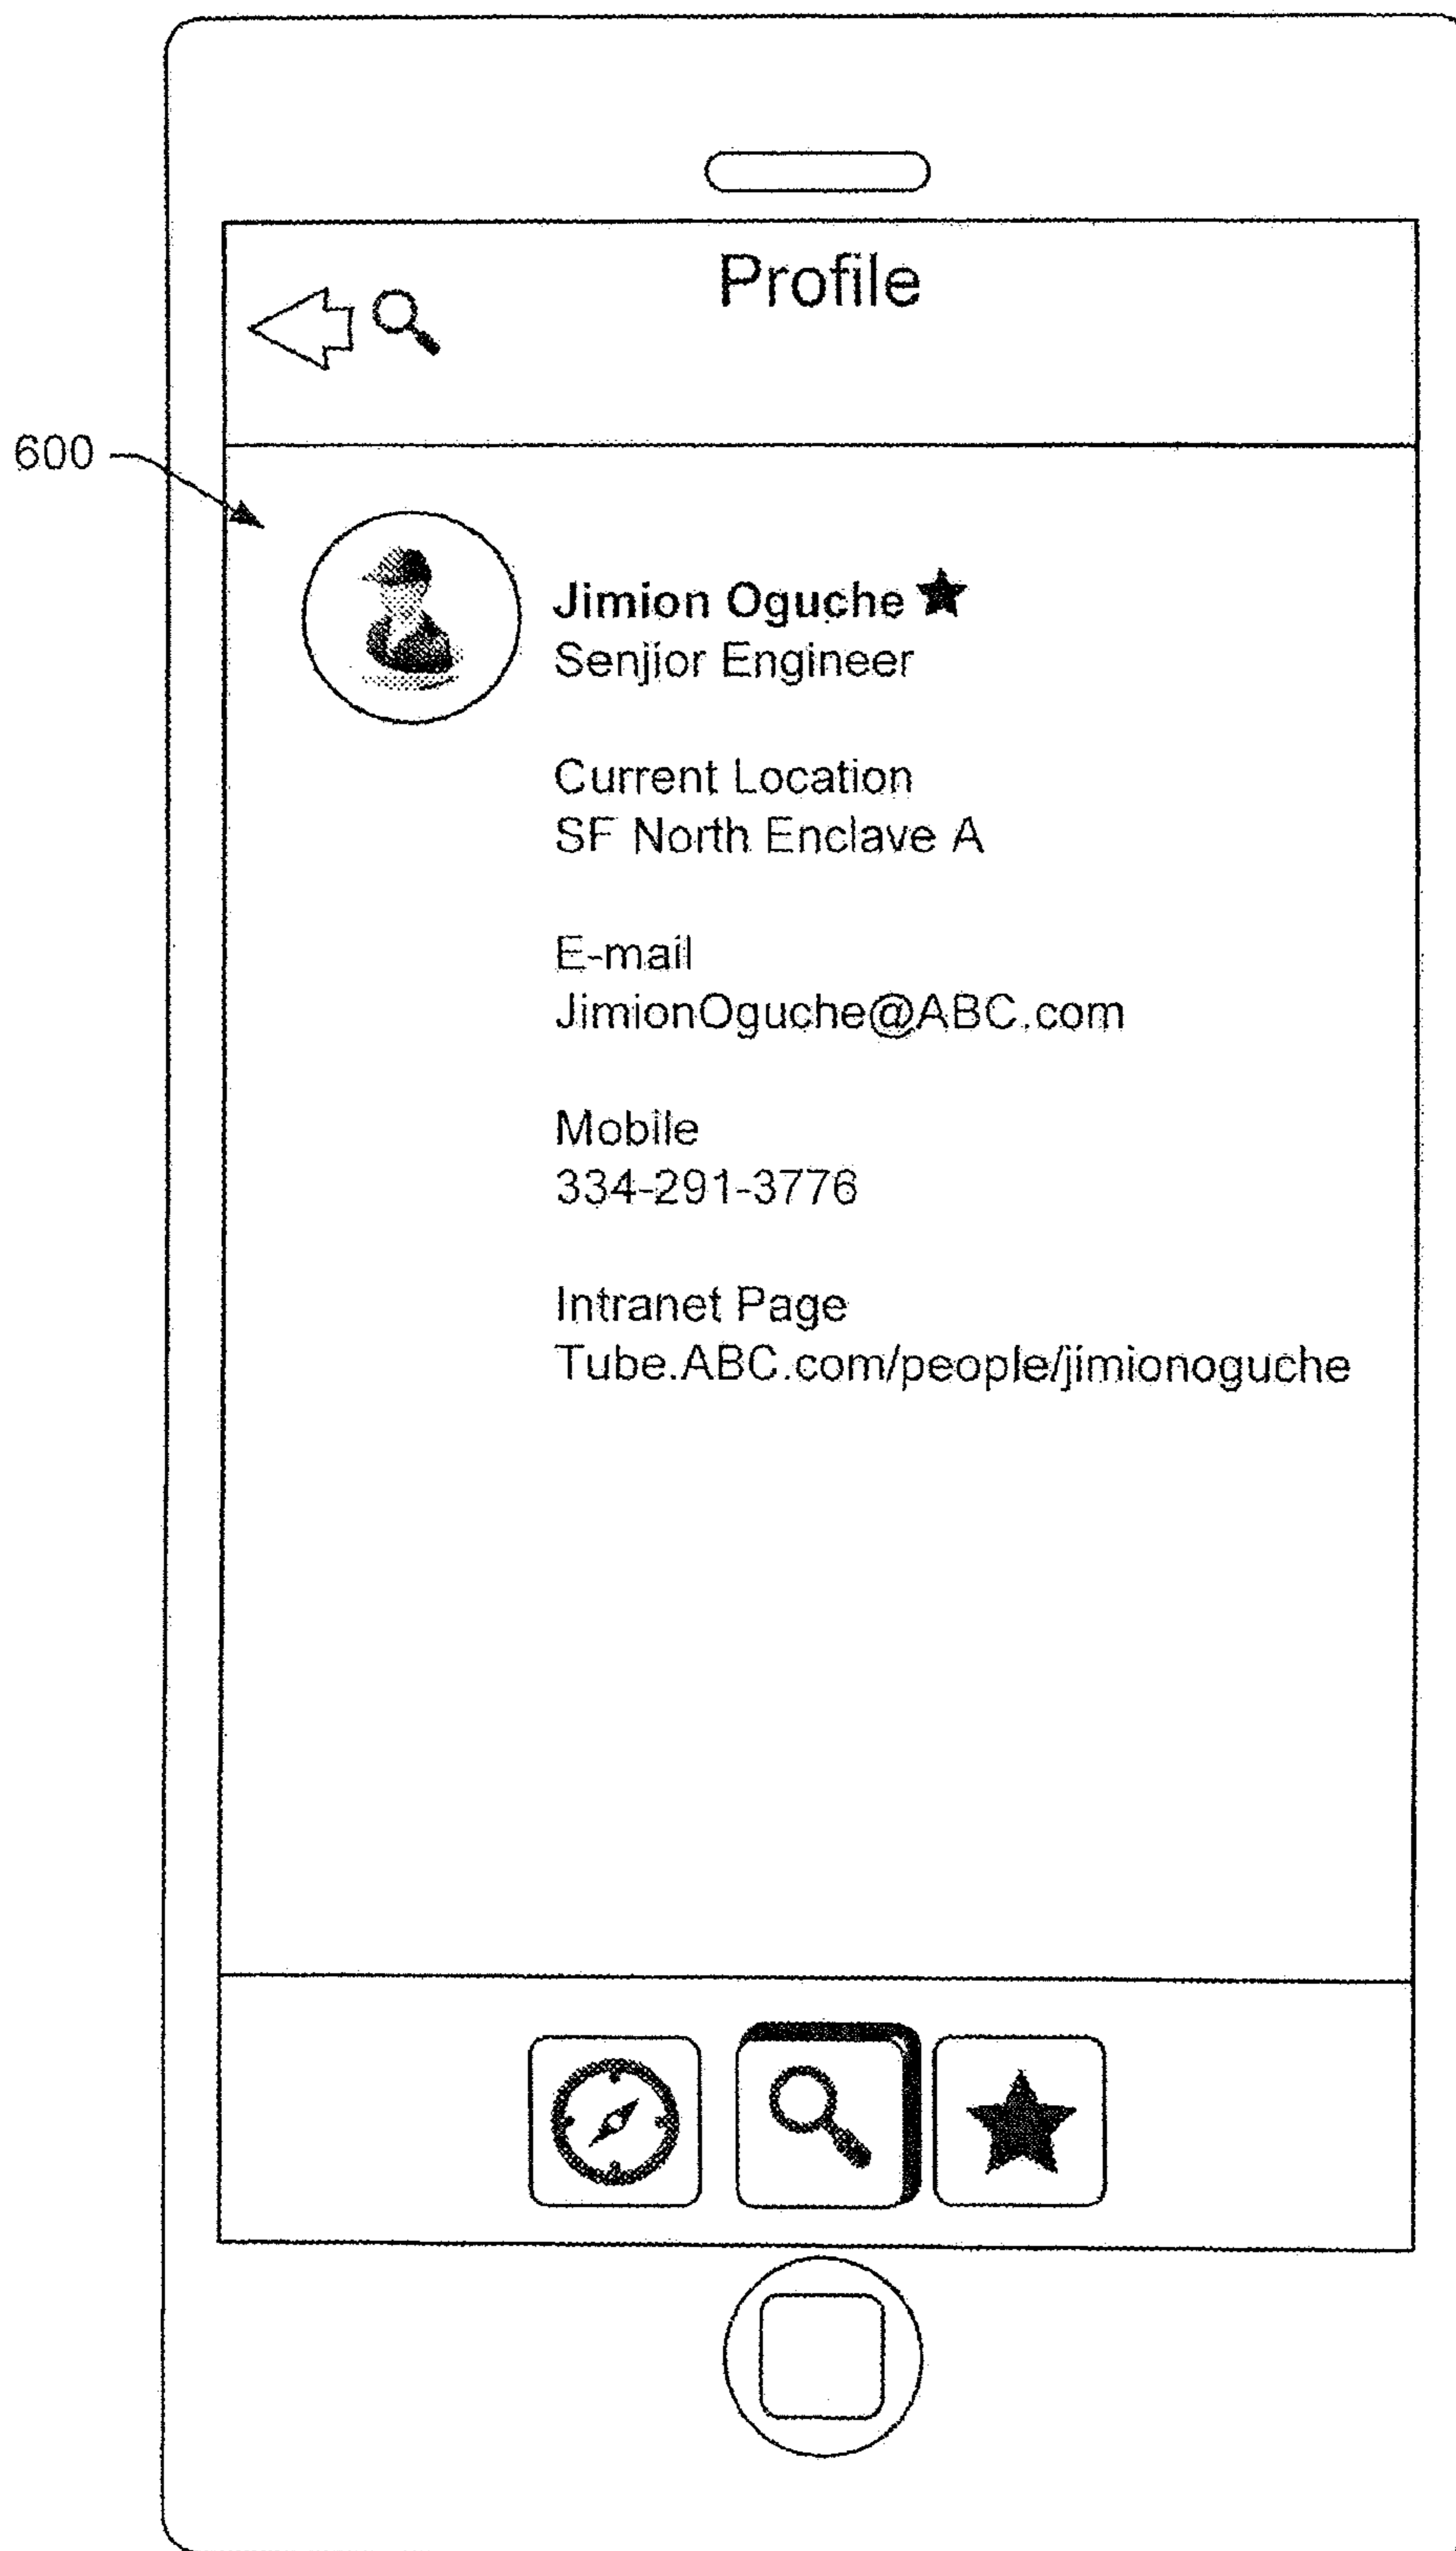 Profile
600
Jimion Oguche
Senjior Engineer
Current Location
SF North Enclave A
E-mail
JimionOguche@ABC.com
Mobile
334-291-3776
Intranet Page
Tube.ABC.com/people/jimionoguche